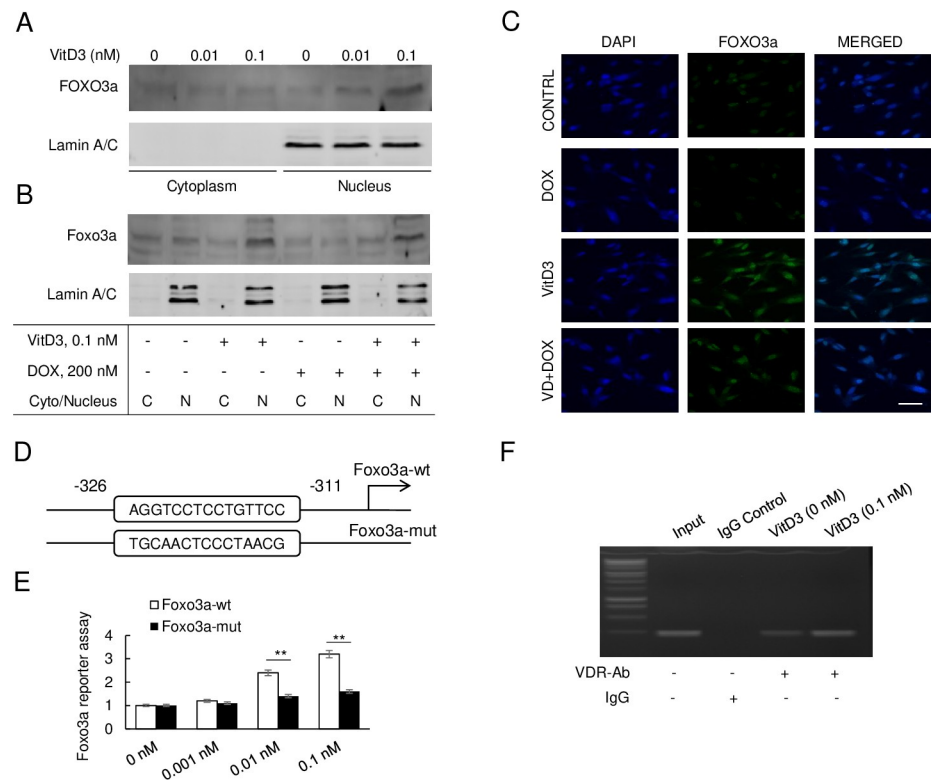 A
VitD3 (nM) 0 0.01 0.1 0 0.01 0.1
FOXO3a
Lamin A/C
Cytoplasm Nucleus
B
Foxo3a
Lamin A/C
VitD3, 0.1 nM - - + + - - + +
DOX, 200 nM - - - - + + + +
Cyto/Nucleus C N C N C N C N
C
DAPI FOXO3a MERGED
CONTRL
DOX
VitD3
VD+DOX
D
Foxo3a-wt
-326 -311
AGGTCCTCCTGTTCC
Foxo3a-mut
TGCAACTCCCTAACG
E
Foxo3a-wt
Foxo3a-mut
Foxo3a reporter assay
4
3
2
1
0
** **
0 nM 0.001 nM 0.01 nM 0.1 nM
F
Input IgG Control VitD3 (0 nM) VitD3 (0.1 nM)
VDR-Ab - - + +
IgG - + - -